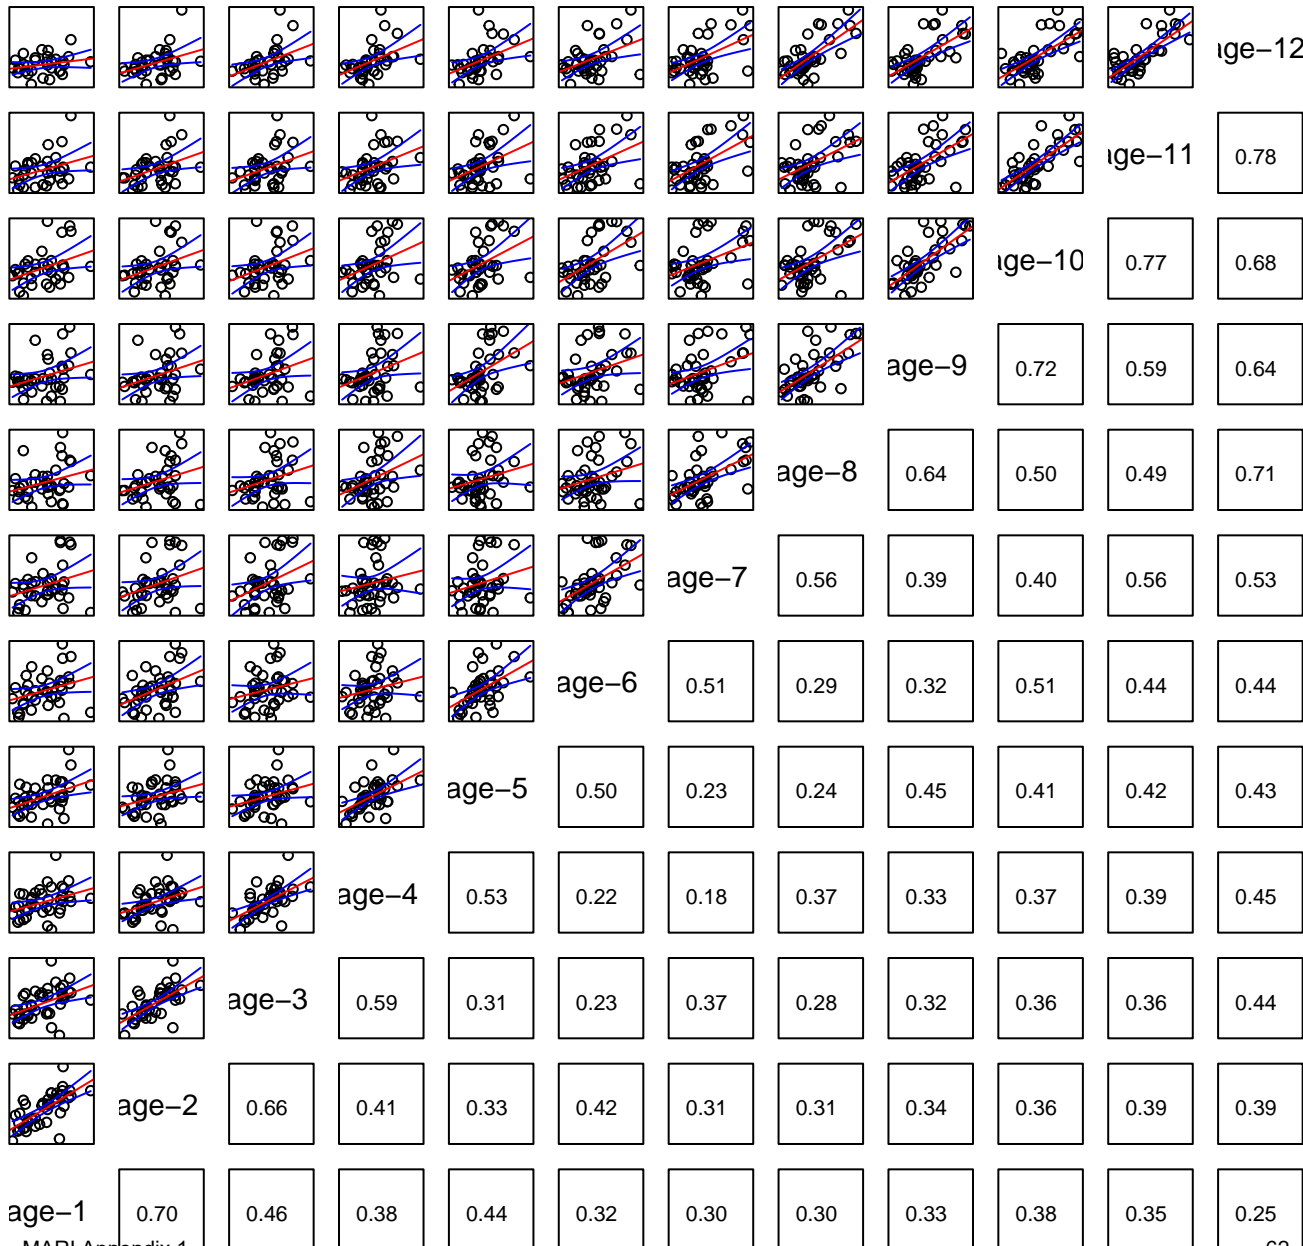 age−12
age−11 0.78
age−10 0.77 0.68
age−9 0.72 0.59 0.64
age−8 0.64 0.50 0.49 0.71
age−7 0.56 0.39 0.40 0.56 0.53
age−6 0.51 0.29 0.32 0.51 0.44 0.44
age−5 0.50 0.23 0.24 0.45 0.41 0.42 0.43
age−4 0.53 0.22 0.18 0.37 0.33 0.37 0.39 0.45
age−3 0.59 0.31 0.23 0.37 0.28 0.32 0.36 0.36 0.44
age−2 0.66 0.41 0.33 0.42 0.31 0.31 0.34 0.36 0.39 0.39
age−1 0.70 0.46 0.38 0.44 0.32 0.30 0.30 0.33 0.38 0.35 0.25
MARI Appendix 1 62